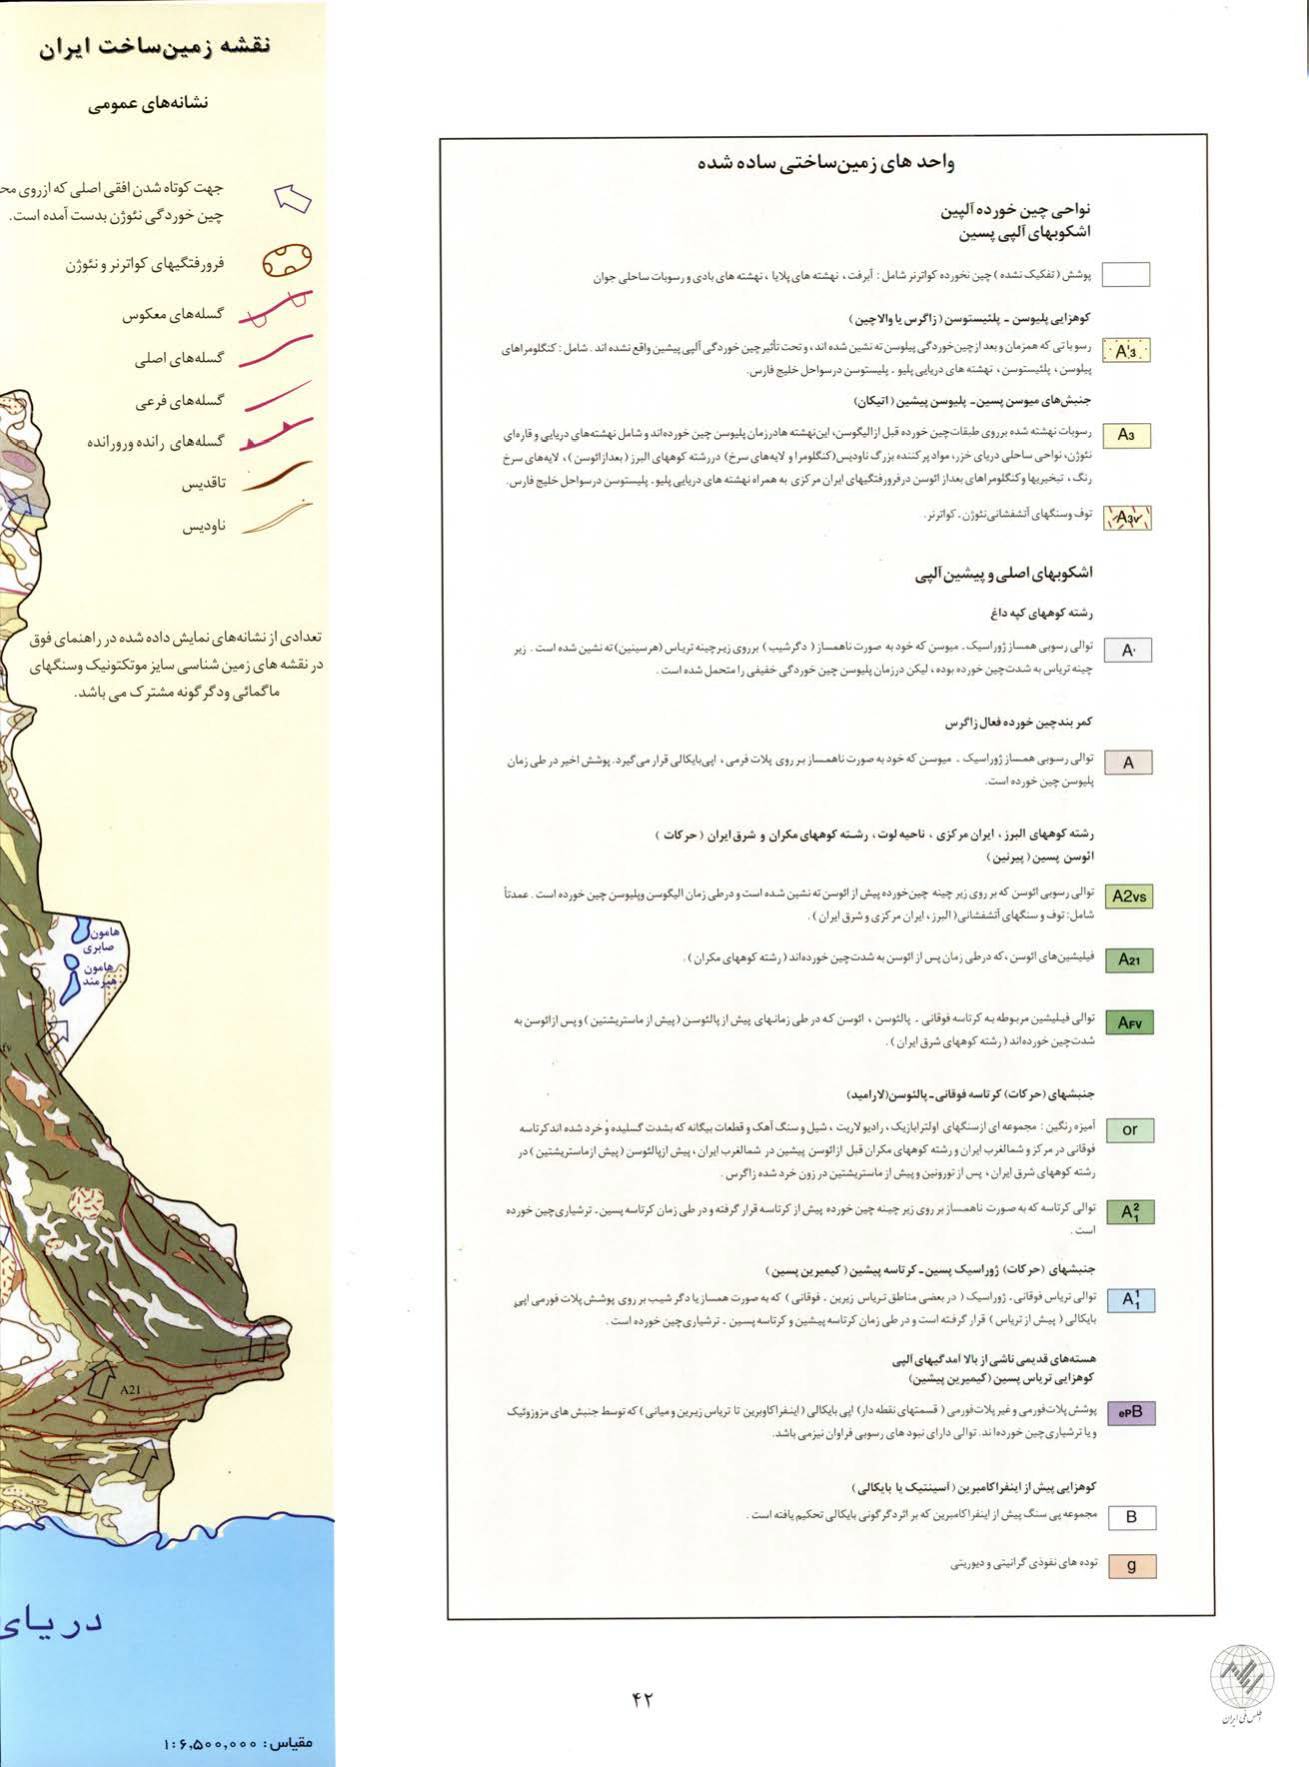 نقشه زمین‌ساخت ایران
نشانه‌های عمومی
جهت کوتاه شدن افقی اصلی که ازروی
چین خوردگی نئوژن بدست آمده است.
فرورفتگیهای کواترنر و نئوژن
گسله‌های معکوس
گسله‌های اصلی
گسله‌های فرعی
گسله‌های رانده وروراندہ
تاقدیس
ناودیس
تعدادی از نشانه‌های نمایش داده شده در راهنمای فوق
در نقشه های زمین شناسی سایز موتکتونیک وسنگهای
ماگمائی ودگر گونه مشترک می باشد.
هامون
صابری
هامون
هیرمند
A21
دریای
مقیاس : ۱:۶,۵۰۰,۰۰۰
واحد های زمین‌ساختی ساده شده
نواحی چین خورده آلپین
اشکوبهای آلپی پسین
پوشش ( تفکیک نشده ) چین نخورده کواترنر شامل : آبرفت ، نهشته های پلایا ، نهشته های بادی و رسوبات ساحلی جوان
کوهزایی پلیوسن ـ پلئیستوسن ( زاگرس یا والاچین )
A'3
رسوباتی که همزمان و بعد از چین‌خوردگی پیلوسن ته نشین شده اند ، و تحت تأثیر چین خوردگی آلپی پیشین واقع نشده اند . شامل : کنگلومراهای
پیلوسن ، پلئیستوسن ، نهشته های دریایی پلیو ـ پلیستوسن درسواحل خلیج فارس.
جنبش‌های میوسن پسین ـ پلیوسن پیشین ( اتیکان)
A3
رسوبات نهشته شده برروی طبقات چین خورده قبل ازالیگوسن، این‌نهشته هادرزمان پلیوسن چین خورده‌اند و شامل نهشته‌های دریایی و قاره‌ای
نئوژن، نواحی ساحلی دریای خزر، مواد پر کننده بزرگ ناودیس (کنگلومرا و لایه‌های سرخ) دررشته کوههای البرز ( بعدازائوسن ) ، لایه‌های سرخ
رنگ ، تبخیریها و کنگلومراهای بعداز ائوسن درفرورفتگیهای ایران مرکزی به همراه نهشته های دریایی پلیو ـ پلیستوسن درسواحل خلیج فارس.
A3v
توف وسنگهای آتشفشانی نئوژن ـ کواترنر.
اشکوبهای اصلی و پیشین آلپی
رشته کوههای کپه داغ
A'
توالی رسوبی همساز ژوراسیک ـ میوسن که خود به صورت ناهمساز ( دگرشیب ) برروی زیرچینه تریاس (هرسینین) ته نشین شده است . زیر
چینه تریاس به شدت‌چین خورده بوده ، لیکن درزمان پلیوسن چین خوردگی خفیفی را متحمل شده است .
کمر بند چین خورده فعال زاگرس
A
توالی رسوبی همساز ژوراسیک ـ میوسن که خود به صورت ناهمساز بر روی پلات فرمی ، اپی‌بایکالی قرار می‌گیرد. پوشش اخیر در طی زمان
پلیوسن چین خورده است.
رشته کوههای البرز ، ایران مرکزی ، ناحیه لوت، رشته کوههای مکران و شرق ایران ( حرکات )
ائوسن پسین ( پیرنین )
A2vs
توالی رسوبی ائوسن که بر روی زیر چینه چین‌خورده پیش از ائوسن ته نشین شده است و درطی زمان الیگوسن وپلیوسن چین خورده است . عمدتاً
شامل: توف و سنگهای آتشفشانی ( البرز ، ایران مرکزی و شرق ایران ) .
A21
فیلیشین‌های ائوسن ،که درطی زمان پس از ائوسن به شدت‌چین خورده‌اند ( رشته کوههای مکران ) .
AFV
توالی فیلیشین مربوطه به کرتاسه فوقانی ـ پالئوسن ، ائوسن که در طی زمانهای پیش از پالئوسن (پیش از ماستریشتین ) و پس ازائوسن به
شدت‌چین خورده‌اند ( رشته کوههای شرق ایران ) .
جنبشهای (حرکات) کرتاسه فوقانی ـ پالئوسن (لارامید)
or
آمیزه رنگین : مجموعه ای ازسنگهای اولترابازیک، رادیولاریت ، شیل و سنگ آهک و قطعات بیگانه که بشدت گسلیده و خرد شده اند کرتاسه
فوقانی در مرکز و شمالغرب ایران و رشته کوههای مکران قبل ازائوسن پیشین در شمالغرب ایران ، پیش ازپالئوسن (پیش ازماستریشتین) در
رشته کوههای شرق ایران ، پس از تورونین و پیش از ماستریشتین در زون خرد شده زاگرس .
A²₁
توالی کرتاسه که به صورت ناهمساز بر روی زیر چینه چین خورده پیش از کرتاسه قرار گرفته و در طی زمان کرتاسه پسین ـ ترشیاری‌چین خورده
است .
جنبشهای (حرکات) ژوراسیک پسین ـ کرتاسه پیشین ( کیمیرین پسین )
A¹₁
توالی تریاس فوقانی ـ ژوراسیک ( در بعضی مناطق تریاس زیرین ـ فوقانی ) که به صورت همساز یا دگر شیب بر روی پوشش پلات فورمی اپی
بایکالی ( پیش از تریاس ) قرار گرفته است و در طی زمان کرتاسه پیشین و کرتاسه پسین ـ ترشیاری‌چین خورده است .
هسته‌های قدیمی ناشی از بالا آمدگیهای آلپی
کوهزایی تریاس پسین (کیمیرین پیشین)
ePB
پوشش پلات‌فورمی و غیر پلات‌فورمی ( قسمتهای نقطه دار) اپی بایکالی ( اینفراکاوبرین تا تریاس زیرین ومیانی ) که توسط جنبش های مزوزوئیک
و یا ترشیاری‌چین خورده‌اند. توالی دارای نبود های رسوبی فراوان نیزمی باشد.
کوهزایی پیش از اینفراکامبرین ( آسینتیک یا بایکالی )
B
مجموعه پی سنگ پیش از اینفراکامبرین که بر اثر دگرگونی بایکالی تحکیم یافته است .
g
توده های نفوذی گرانیتی و دیوریتی
۴۲
اطلس ملی ایران